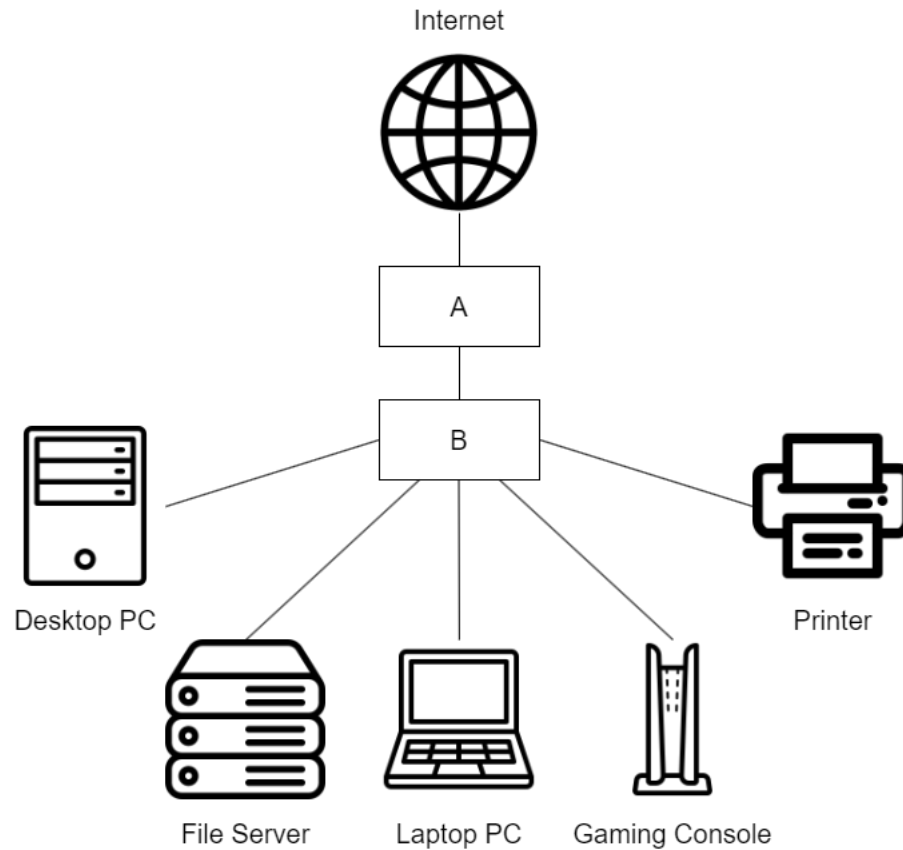 Internet
A
B
Desktop PC
Printer
File Server
Laptop PC
Gaming Console